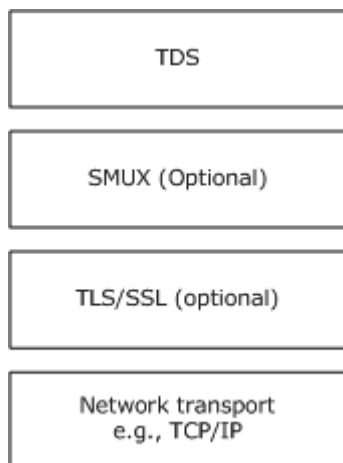 TDS
SMUX (Optional)
TLS/SSL (optional)
Network transport
e.g., TCP/IP